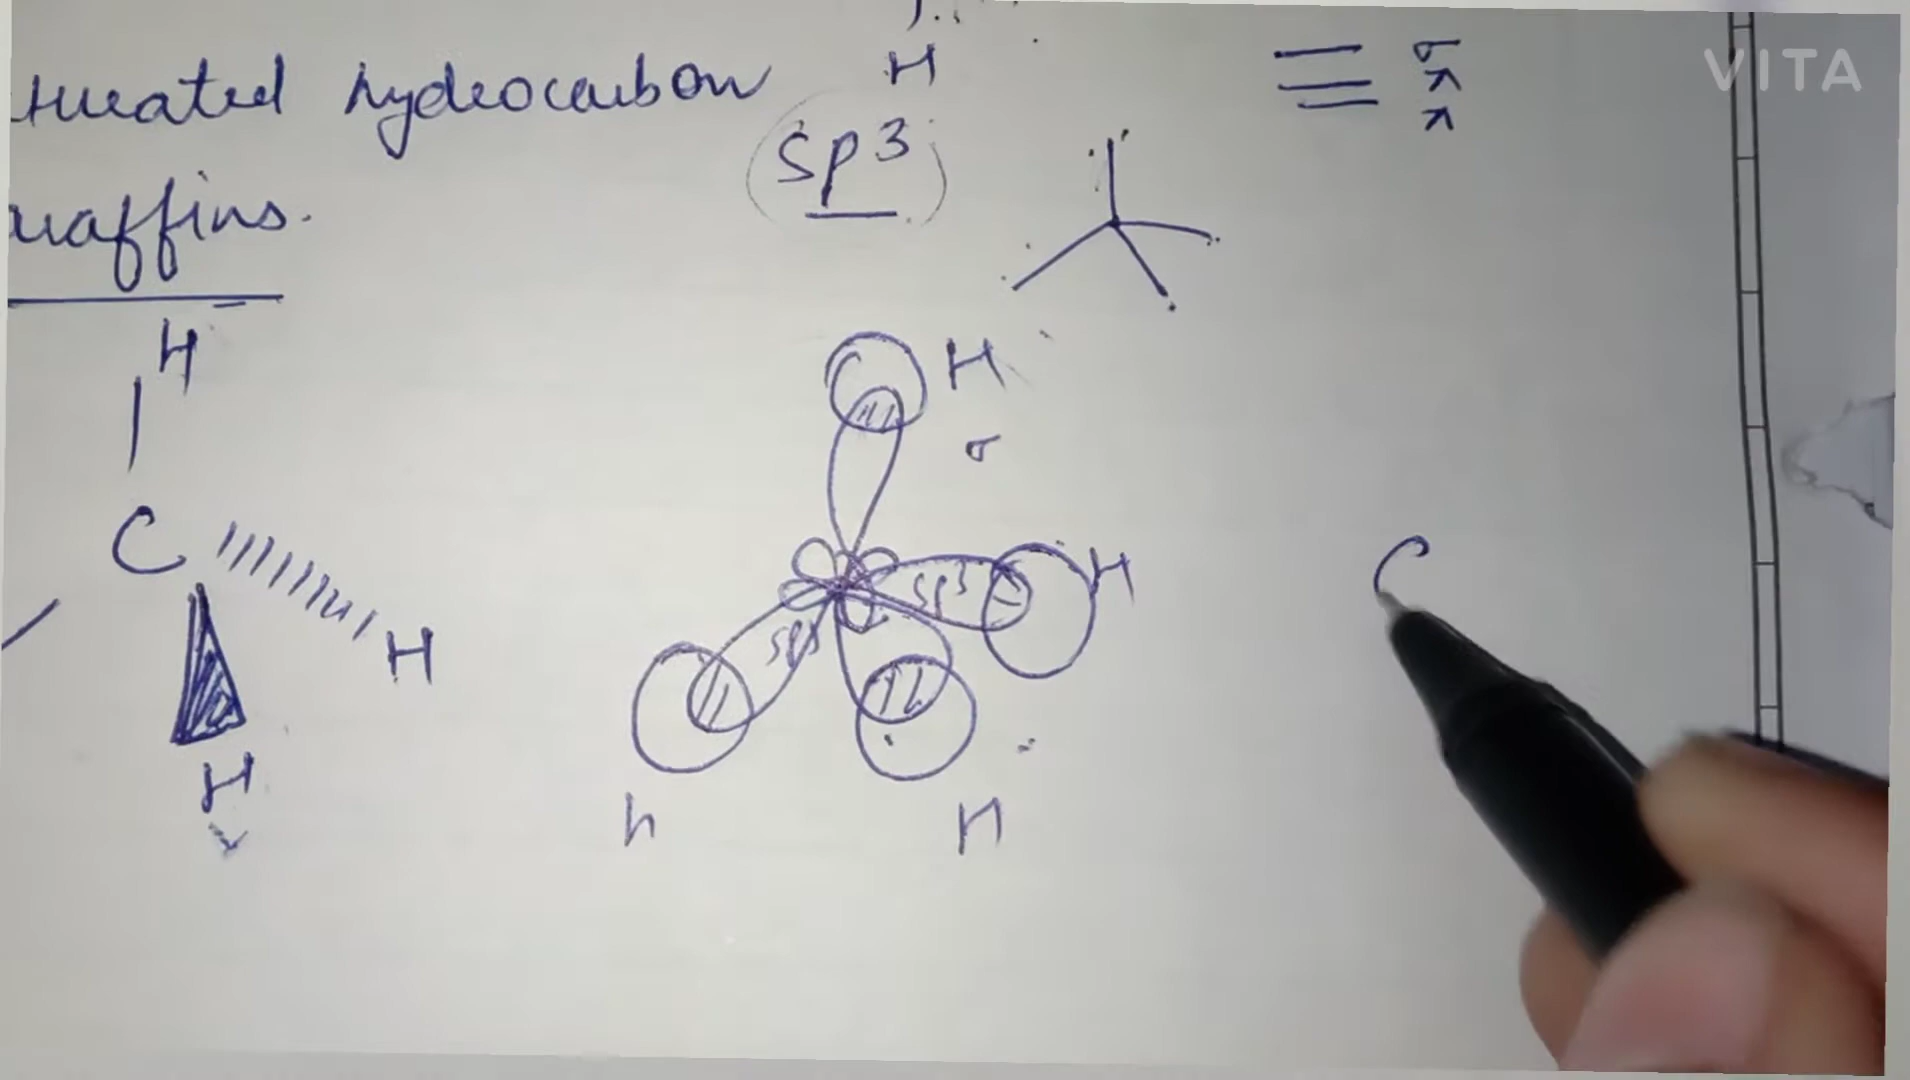 turated hydrocarbon
raffins.
H
sp3
σ
π
π
VITA
H
C
H
H
H
σ
sp3
H
sp3
h
H
C